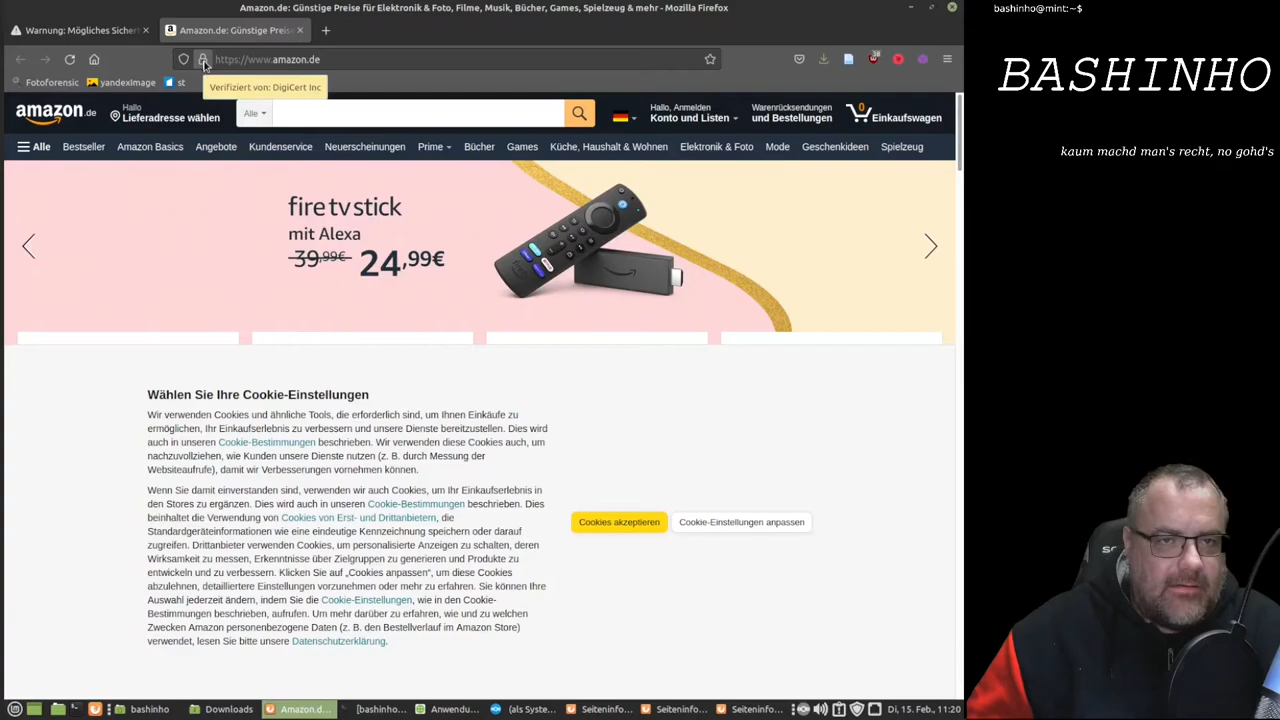 Amazon.de: Günstige Preise für Elektronik & Foto, Filme, Musik, Bücher, Games, Spielzeug & mehr - Mozilla Firefox
bashinho@mint:~$
Warnung: Mögliches Sicher
Amazon.de: Günstige Preise
https://www.amazon.de
38
Fotoforensic
yandexImage
st
Verifiziert von: DigiCert Inc
BASHINHO
kaum machd man's recht, no gohd's
amazon.de
Hallo
Lieferadresse wählen
Alle
Hallo, Anmelden
Konto und Listen
Warenrücksendungen
und Bestellungen
0
Einkaufswagen
Alle
Bestseller
Amazon Basics
Angebote
Kundenservice
Neuerscheinungen
Prime
Bücher
Games
Küche, Haushalt & Wohnen
Elektronik & Foto
Mode
Geschenkideen
Spielzeug
fire tv stick
mit Alexa
39,99€ 24,99€
Wählen Sie Ihre Cookie-Einstellungen
Wir verwenden Cookies und ähnliche Tools, die erforderlich sind, um Ihnen Einkäufe zu
ermöglichen, Ihr Einkaufserlebnis zu verbessern und unsere Dienste bereitzustellen. Dies wird
auch in unseren Cookie-Bestimmungen beschrieben. Wir verwenden diese Cookies auch, um
nachzuvollziehen, wie Kunden unsere Dienste nutzen (z. B. durch Messung der
Websiteaufrufe), damit wir Verbesserungen vornehmen können.
Wenn Sie damit einverstanden sind, verwenden wir auch Cookies, um Ihr Einkaufserlebnis in
den Stores zu ergänzen. Dies wird auch in unseren Cookie-Bestimmungen beschrieben. Dies
beinhaltet die Verwendung von Cookies von Erst- und Drittanbietern, die
Standardgeräteinformationen wie eine eindeutige Kennzeichnung speichern oder darauf
zugreifen. Drittanbieter verwenden Cookies, um personalisierte Anzeigen zu schalten, deren
Wirksamkeit zu messen, Erkenntnisse über Zielgruppen zu generieren und Produkte zu
entwickeln und zu verbessern. Klicken Sie auf „Cookies anpassen“, um diese Cookies
abzulehnen, detailliertere Einstellungen vorzunehmen oder mehr zu erfahren. Sie können Ihre
Auswahl jederzeit ändern, indem Sie die Cookie-Einstellungen, wie in den Cookie-
Bestimmungen beschrieben, aufrufen. Um mehr darüber zu erfahren, wie und zu welchen
Zwecken Amazon personenbezogene Daten (z. B. den Bestellverlauf im Amazon Store)
verwendet, lesen Sie bitte unsere Datenschutzerklärung.
Cookies akzeptieren
Cookie-Einstellungen anpassen
bashinho
Downloads
Amazon.d...
[bashinho...
Anwendu...
(als Syste...
Seiteninfo...
Seiteninfo...
Seiteninfo...
Di, 15. Feb., 11:20